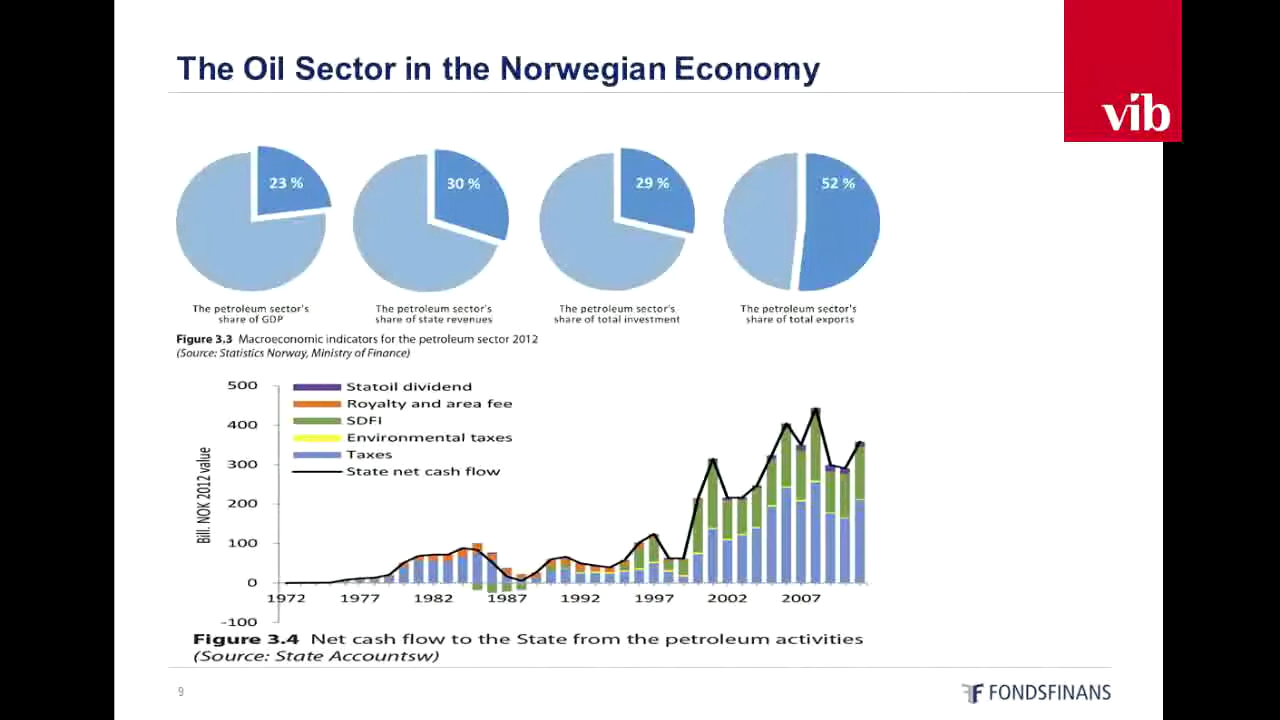 The Oil Sector in the Norwegian Economy
vib
23 %
30 %
29 %
52 %
The petroleum sector's
share of GDP
The petroleum sector's
share of state revenues
The petroleum sector's
share of total investment
The petroleum sector's
share of total exports
Figure 3.3 Macroeconomic indicators for the petroleum sector 2012
(Source: Statistics Norway, Ministry of Finance)
Bill. NOK 2012 value
500
400
300
200
100
0
-100
Statoil dividend
Royalty and area fee
SDFI
Environmental taxes
Taxes
State net cash flow
1972 1977 1982 1987 1992 1997 2002 2007
Figure 3.4 Net cash flow to the State from the petroleum activities
(Source: State Accountsw)
9
FONDSFINANS